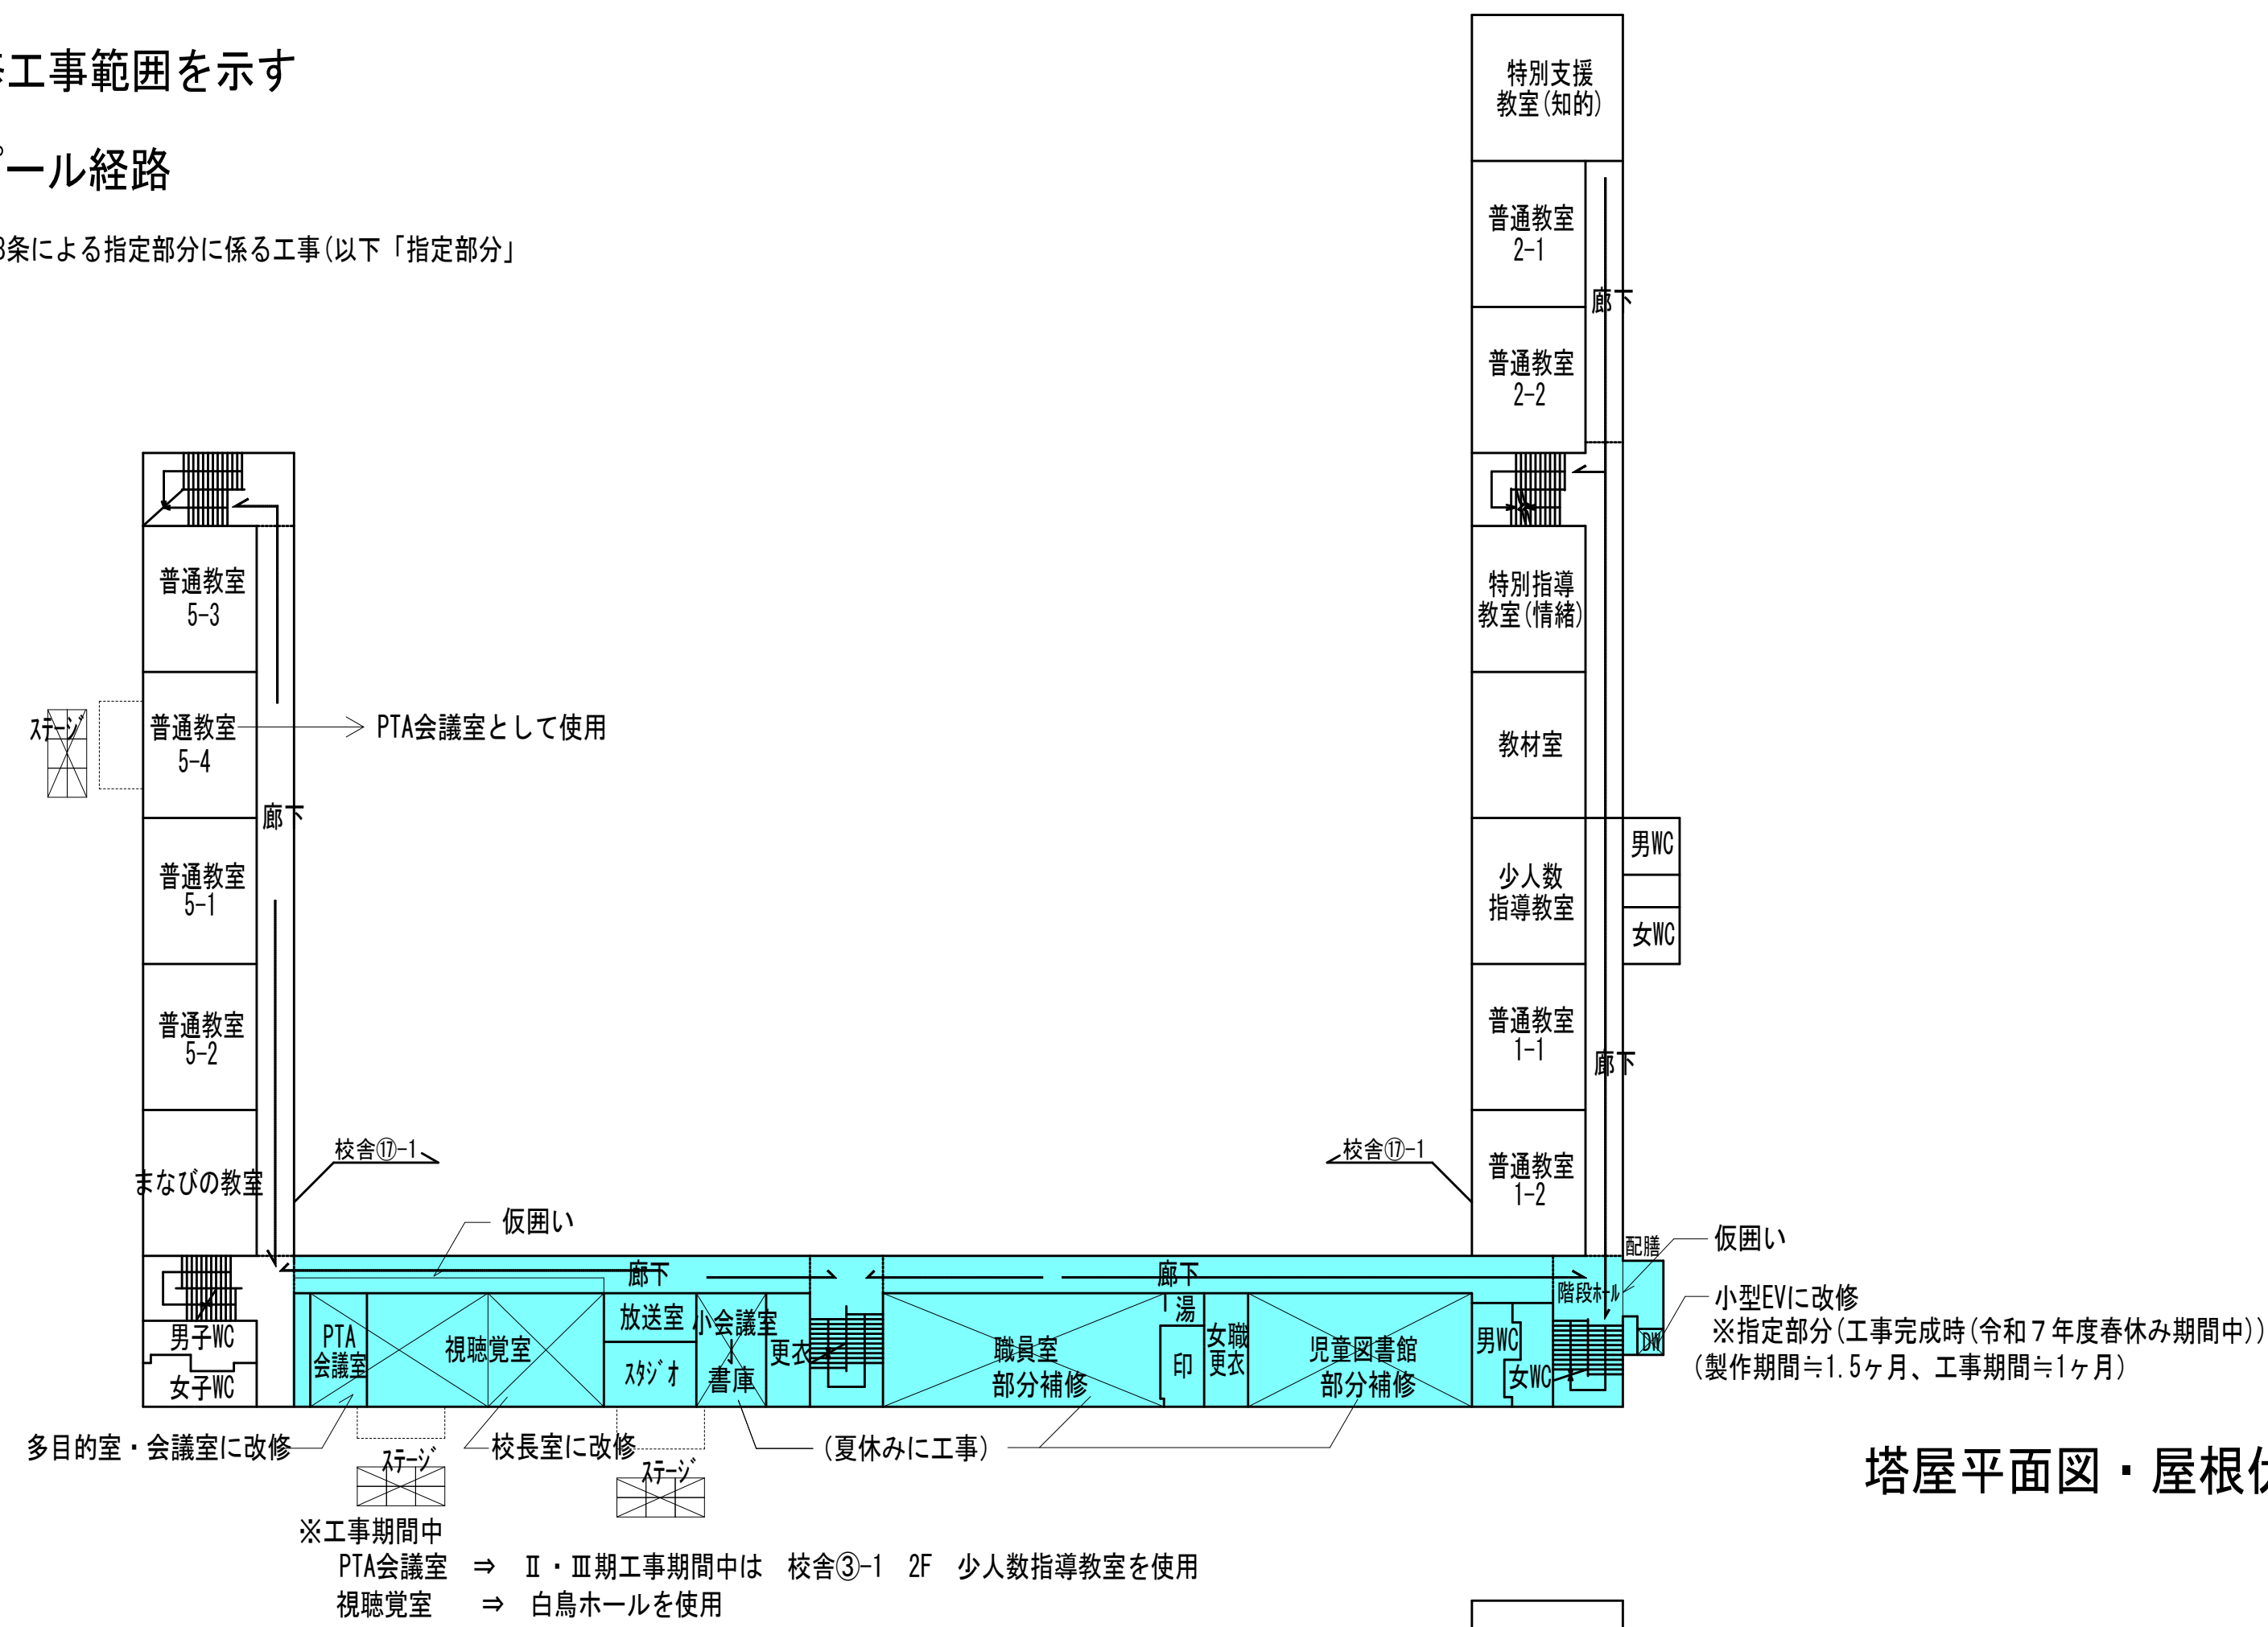 工事範囲を示す
ール経路
条による指定部分に係る工事(以下「指定部分」
特別支援
教室(知的)
普通教室
2-1
廊下
普通教室
2-2
特別指導
教室(情緒)
教材室
少人数
指導教室
男WC
女WC
普通教室
1-1
廊下
普通教室
1-2
校舎⑰-1
普通教室
5-3
ステージ
普通教室
5-4
PTA会議室として使用
廊下
普通教室
5-1
普通教室
5-2
まなびの教室
校舎⑰-1
仮囲い
男子WC
女子WC
廊下
廊下
PTA
会議室
視聴覚室
放送室
スタジオ
小会議室
書庫
更衣
職員室
部分補修
湯
印
女職
更衣
児童図書館
部分補修
男WC
女WC
階段ホール
配膳
DW
仮囲い
小型EVに改修
※指定部分(工事完成時(令和7年度春休み期間中))
(製作期間≒1.5ヶ月、工事期間≒1ヶ月)
多目的室・会議室に改修
校長室に改修
(夏休みに工事)
ステージ
ステージ
塔屋平面図・屋根
※工事期間中
PTA会議室 ⇒ Ⅱ・Ⅲ期工事期間中は 校舎③-1 2F 少人数指導教室を使用
視聴覚室 ⇒ 白鳥ホールを使用